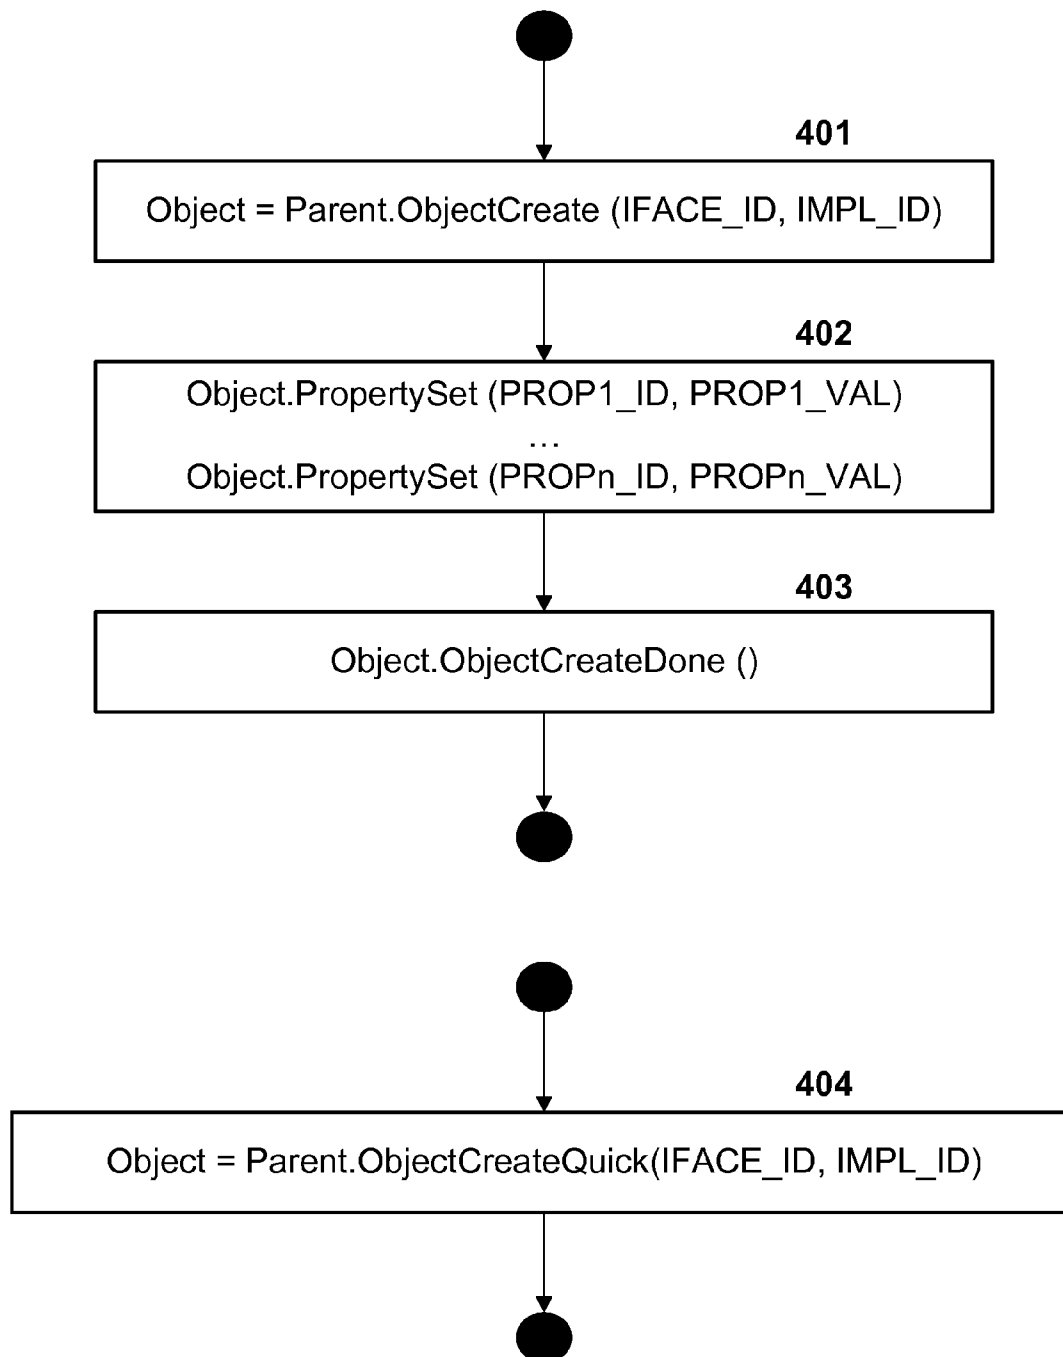 401
Object = Parent.ObjectCreate (IFACE_ID, IMPL_ID)
402
Object.PropertySet (PROP1_ID, PROP1_VAL)
...
Object.PropertySet (PROPn_ID, PROPn_VAL)
403
Object.ObjectCreateDone ()
404
Object = Parent.ObjectCreateQuick(IFACE_ID, IMPL_ID)